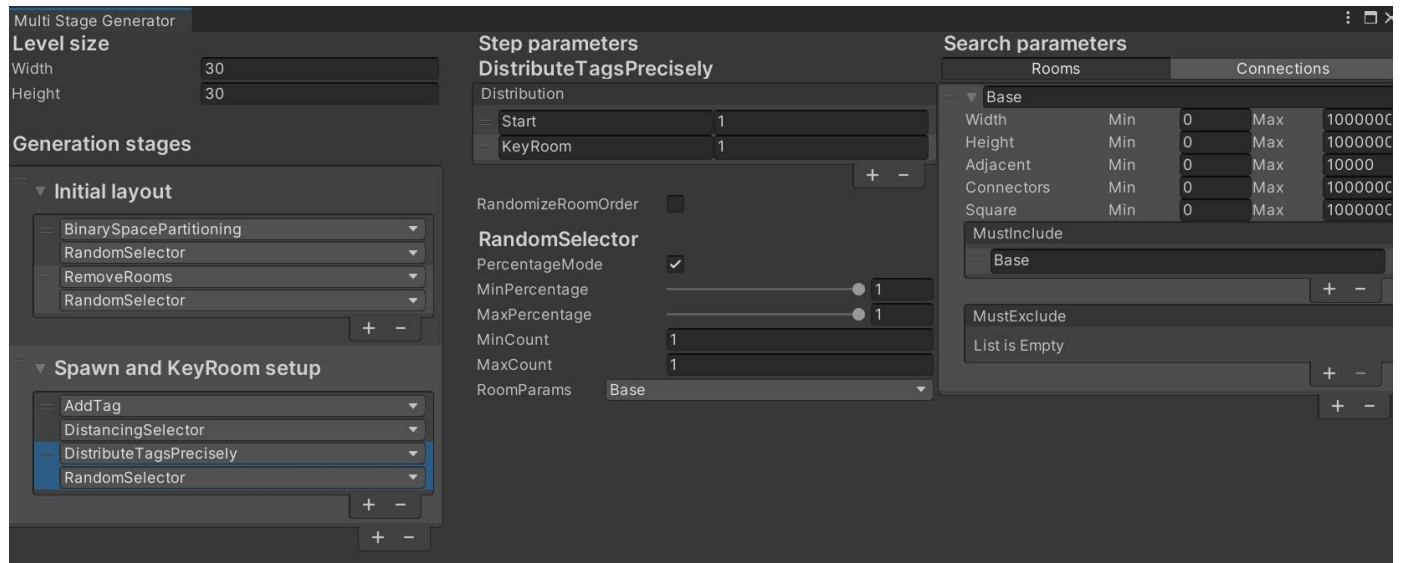 Multi Stage Generator
Level size
Width 30
Height 30
Generation stages
Initial layout
BinarySpacePartitioning
RandomSelector
RemoveRooms
RandomSelector
Spawn and KeyRoom setup
AddTag
DistancingSelector
DistributeTagsPrecisely
RandomSelector
Step parameters
DistributeTagsPrecisely
Distribution
Start 1
KeyRoom 1
RandomizeRoomOrder
RandomSelector
PercentageMode
MinPercentage 1
MaxPercentage 1
MinCount 1
MaxCount 1
RoomParams Base
Search parameters
Rooms Connections
Base
Width Min 0 Max 1000000
Height Min 0 Max 1000000
Adjacent Min 0 Max 10000
Connectors Min 0 Max 1000000
Square Min 0 Max 1000000
MustInclude
Base
MustExclude
List is Empty